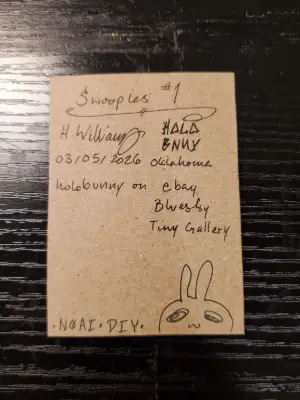 Swoopies #1
H. Williams HOLO
BNNY
03/05/2026 Oklahoma
holobunny on ebay
Bluesky
Tiny Gallery
·NOAI·DIY·